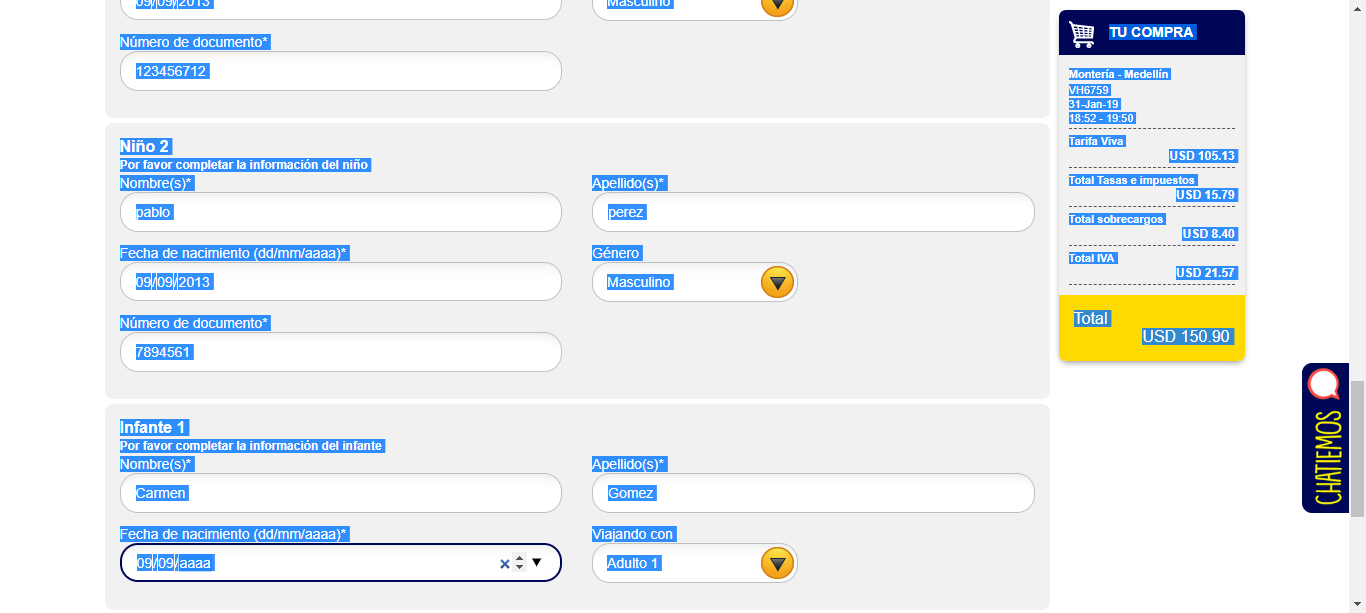 09/09/2013
Masculino
Número de documento*
123456712
Niño 2
Por favor completar la información del niño
Nombre(s)*
Apellido(s)*
pablo
perez
Fecha de nacimiento (dd/mm/aaaa)*
Género
09/09/2013
Masculino
Número de documento*
7894561
Infante 1
Por favor completar la información del infante
Nombre(s)*
Apellido(s)*
Carmen
Gomez
Fecha de nacimiento (dd/mm/aaaa)*
Viajando con
09/09/aaaa
Adulto 1
TU COMPRA
Montería - Medellín
VH6759
31-Jan-19
18:52 - 19:50
Tarifa Viva
USD 105.13
Total Tasas e impuestos
USD 15.79
Total sobrecargos
USD 8.40
Total IVA
USD 21.57
Total
USD 150.90
CHATIEMOS